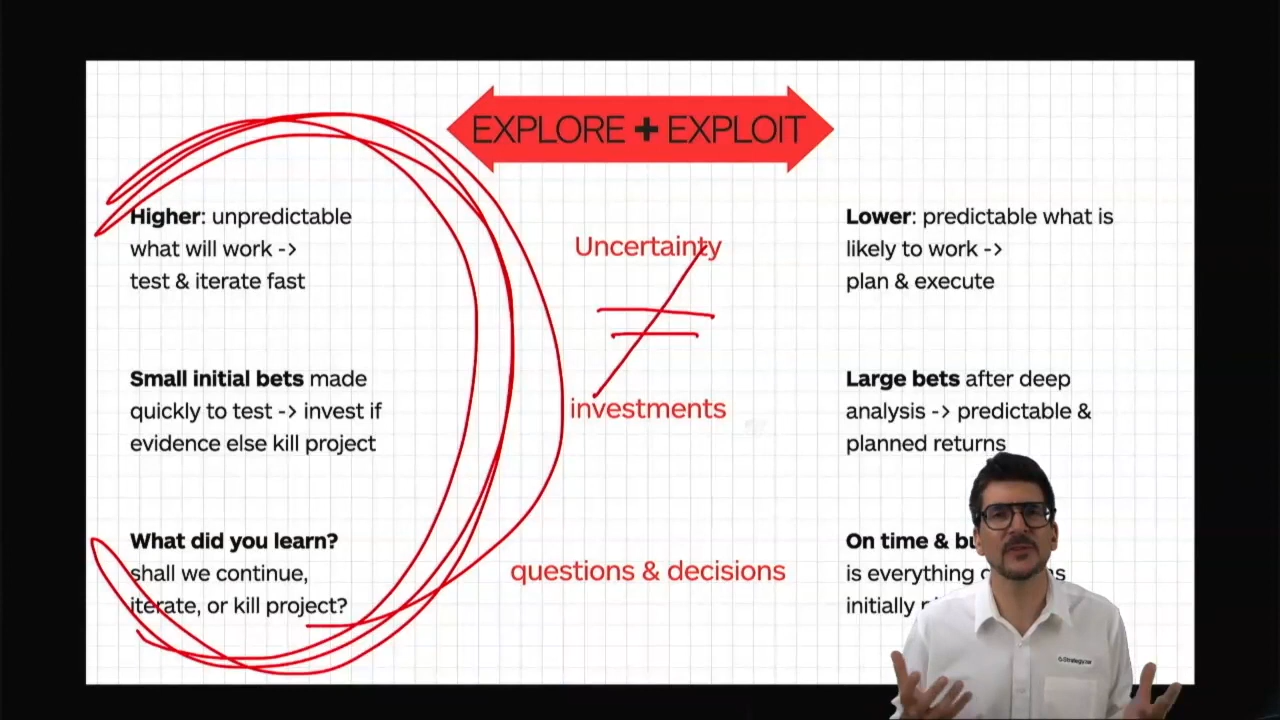 EXPLORE + EXPLOIT
Higher: unpredictable
what will work ->
test & iterate fast
Uncertainty
Lower: predictable what is
likely to work ->
plan & execute
≠
Small initial bets made
quickly to test -> invest if
evidence else kill project
investments
Large bets after deep
analysis -> predictable &
planned returns
What did you learn?
shall we continue,
iterate, or kill project?
questions & decisions
On time &
is everything
initially
Strategyzer